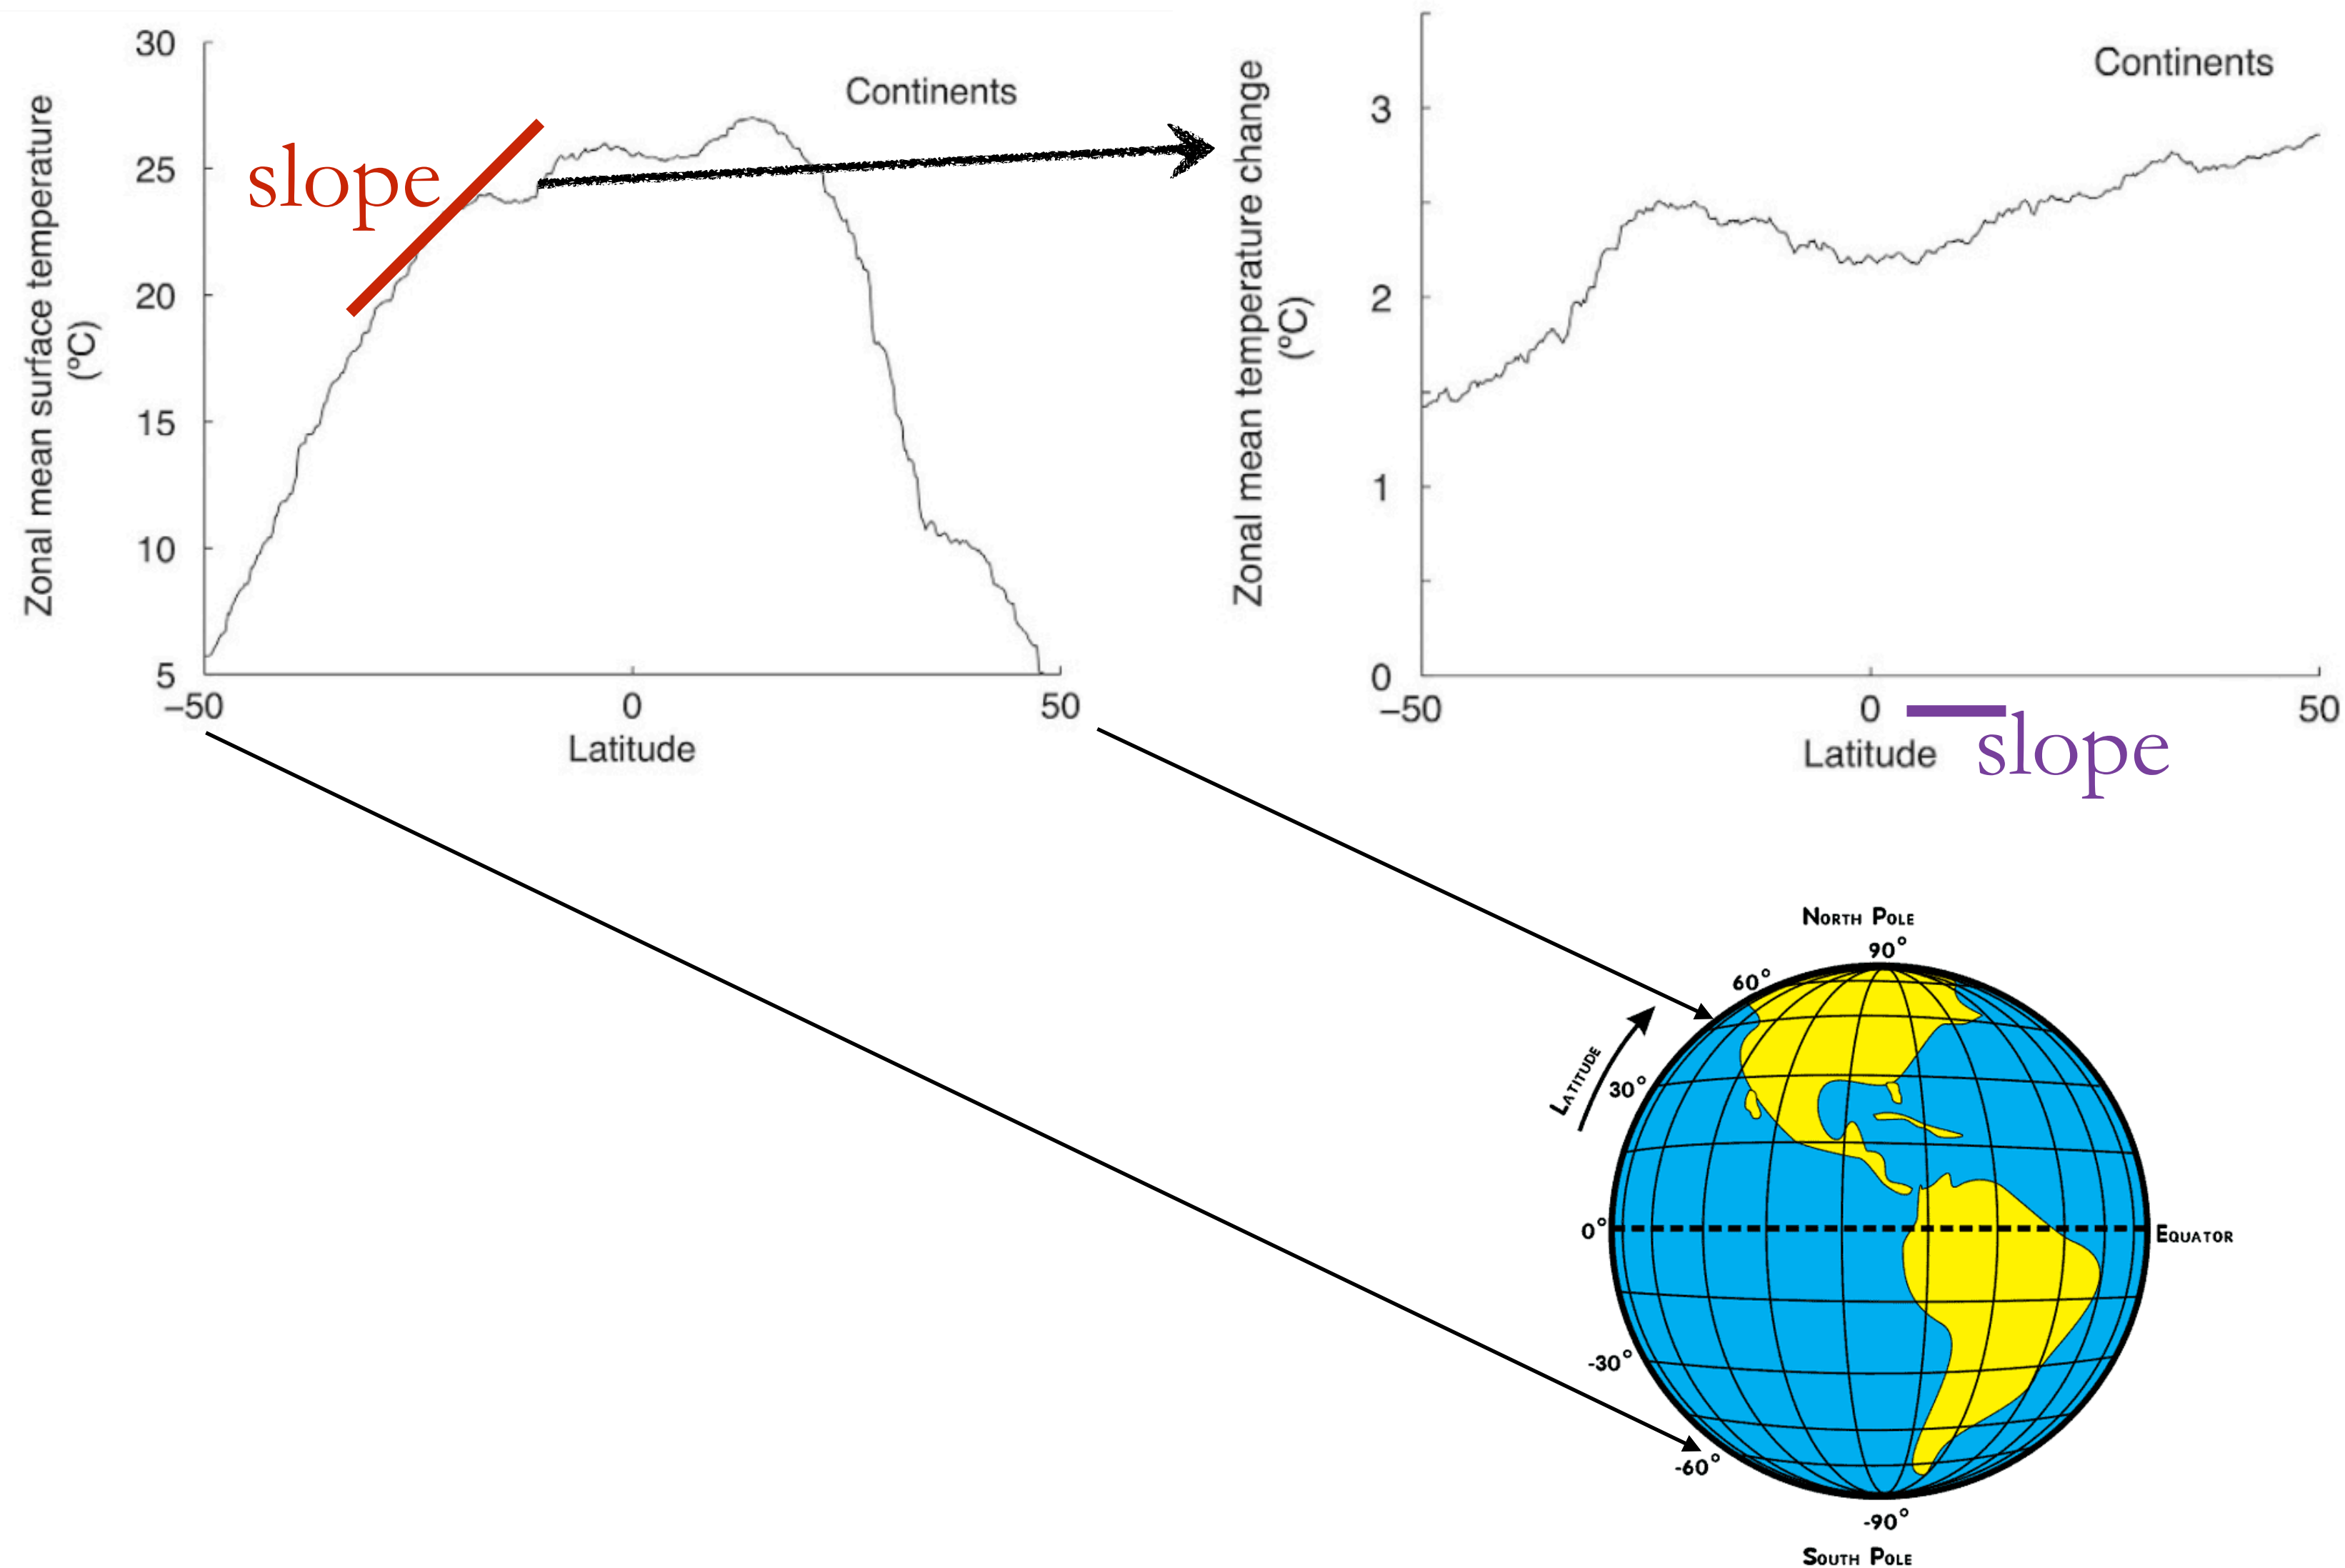 Zonal mean surface temperature
(ºC)
30
25
20
15
10
5
–50
0
50
Latitude
Continents
slope
Zonal mean temperature change
(ºC)
3
2
1
0
–50
0
50
Latitude
Continents
slope
NORTH POLE
90°
60°
LATITUDE
30°
0°
EQUATOR
-30°
-60°
-90°
SOUTH POLE